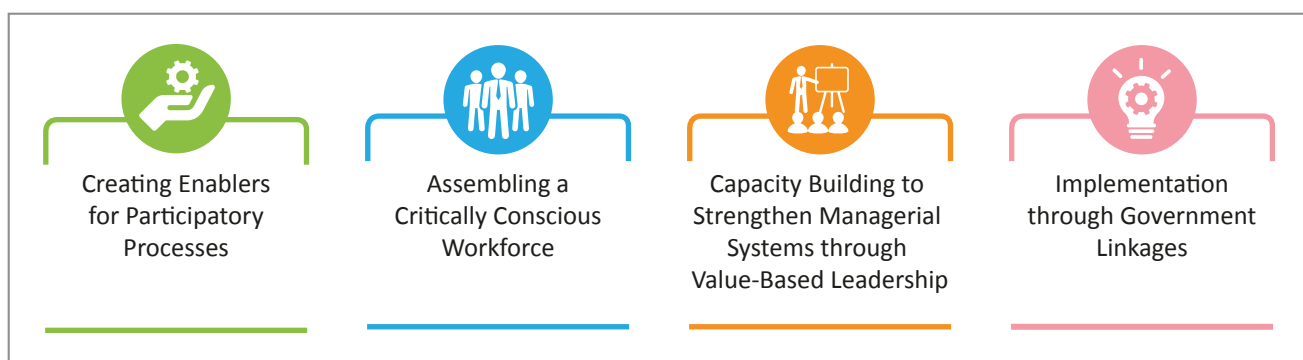 Creating Enablers
for Participatory
Processes
Assembling a
Critically Conscious
Workforce
Capacity Building to
Strengthen Managerial
Systems through
Value-Based Leadership
Implementation
through Government
Linkages